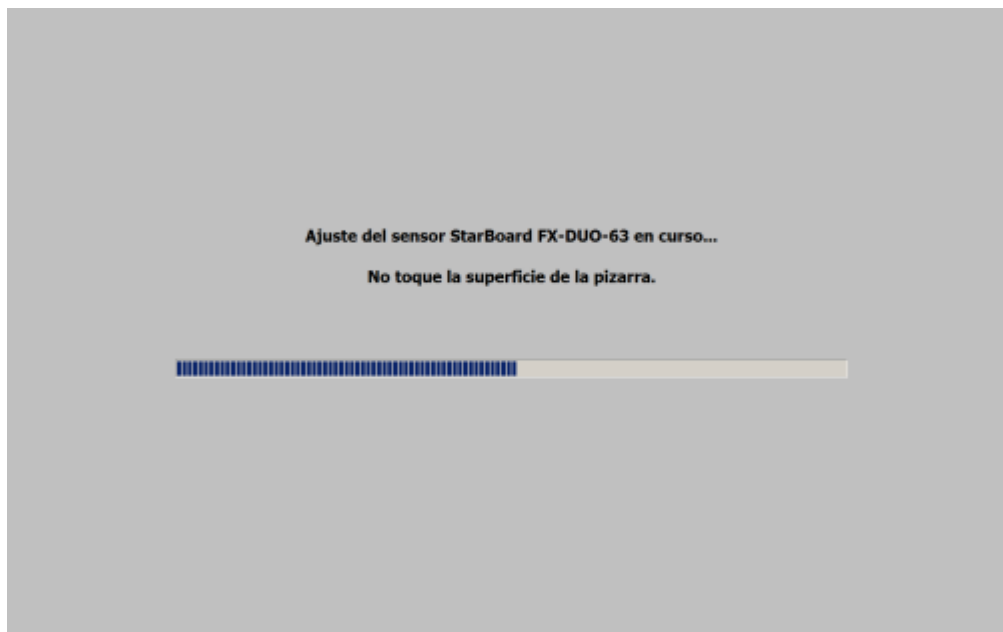 Ajuste del sensor StarBoard FX-DUO-63 en curso...
No toque la superficie de la pizarra.